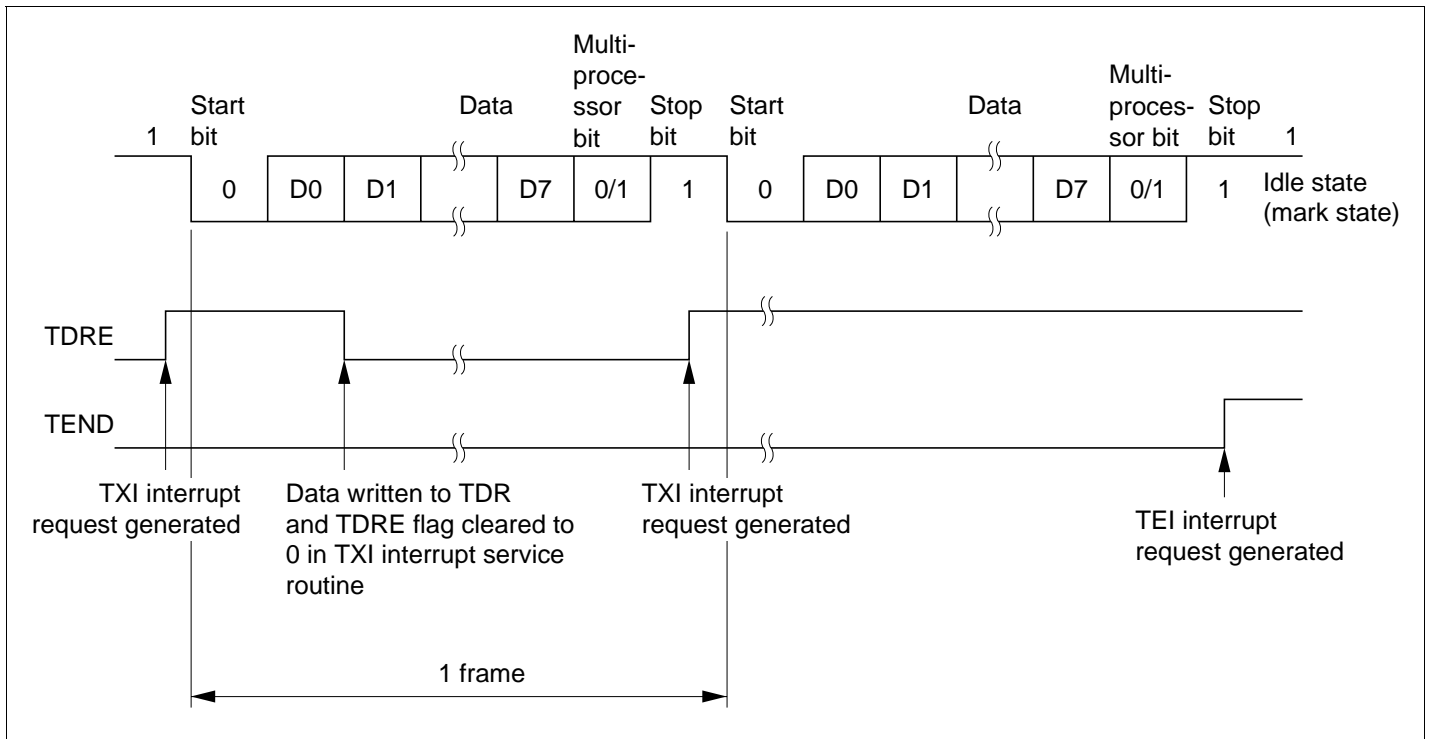 Multi-
proce-
ssor
bit
Multi-
proces-
sor bit
Start
bit
Data
Stop
bit
Start
bit
Data
Stop
bit
1
1
0
D0
D1
D7
0/1
1
0
D0
D1
D7
0/1
1
Idle state
(mark state)
TDRE
TEND
TXI interrupt
request generated
Data written to TDR
and TDRE flag cleared to
0 in TXI interrupt service
routine
TXI interrupt
request generated
TEI interrupt
request generated
1 frame